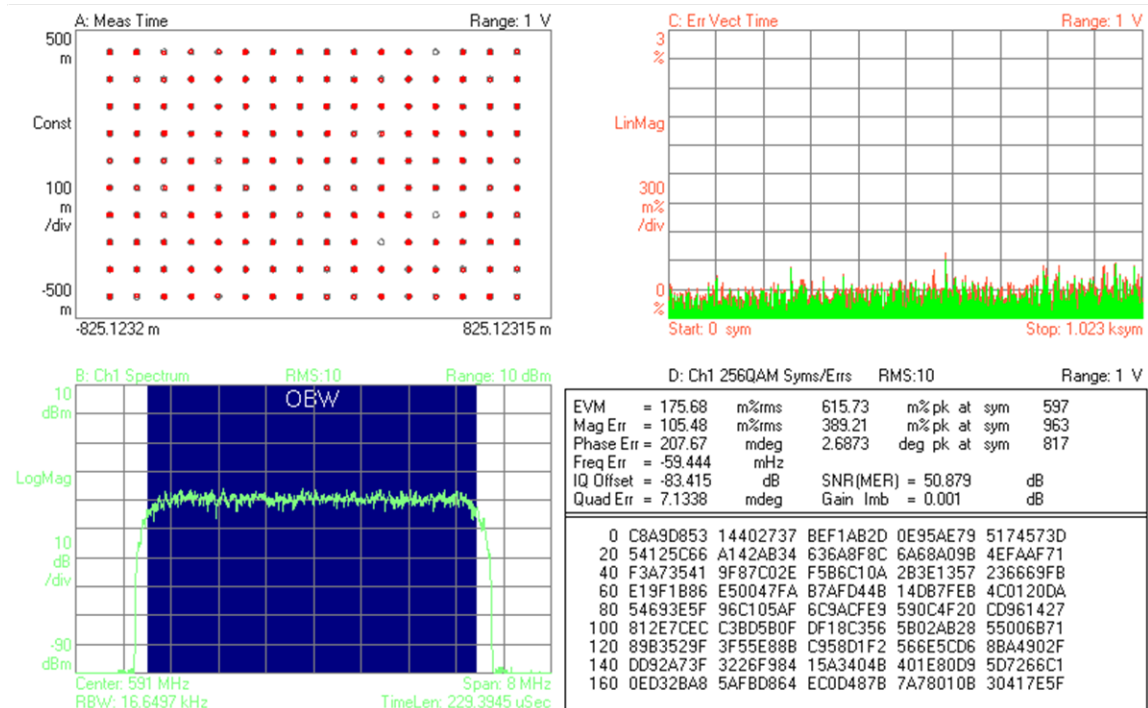 A: Meas Time Range: 1 V
500
m
Const
100
m
/div
-500
m
-825.1232 m 825.12315 m
C: Err Vect Time Range: 1 V
3
%
LinMag
300
m%
/div
0
%
Start: 0 sym Stop: 1.023 ksym
B: Ch1 Spectrum RMS:10 Range: 10 dBm
10
dBm
OBW
LogMag
10
dB
/div
-90
dBm
Center: 591 MHz Span: 8 MHz
RBW: 16.6497 kHz TimeLen: 229.3945 uSec
D: Ch1 256QAM Syms/Errs RMS:10 Range: 1 V
EVM = 175.68 m%rms 615.73 m% pk at sym 597
Mag Err = 105.48 m%rms 389.21 m% pk at sym 963
Phase Err = 207.67 mdeg 2.6873 deg pk at sym 817
Freq Err = -59.444 mHz
IQ Offset = -83.415 dB SNR(MER) = 50.879 dB
Quad Err = 7.1338 mdeg Gain Imb = 0.001 dB
0 C8A9D853 14402737 BEF1AB2D 0E95AE79 5174573D
20 54125C66 A142AB34 636A8F8C 6A68A09B 4EFAAF71
40 F3A73541 9F87C02E F5B6C10A 2B3E1357 236669FB
60 E19F1B86 E50047FA B7AFD44B 14DB7FEB 4C0120DA
80 54693E5F 96C105AF 6C9ACFE9 590C4F20 CD961427
100 812E7CEC C3BD5B0F DF18C356 5B02AB28 55006B71
120 89B3529F 3F55E88B C958D1F2 566E5CD6 8BA4902F
140 DD92A73F 3226F984 15A3404B 401E80D9 5D7266C1
160 0ED32BA8 5AFBD864 EC0D487B 7A78010B 30417E5F